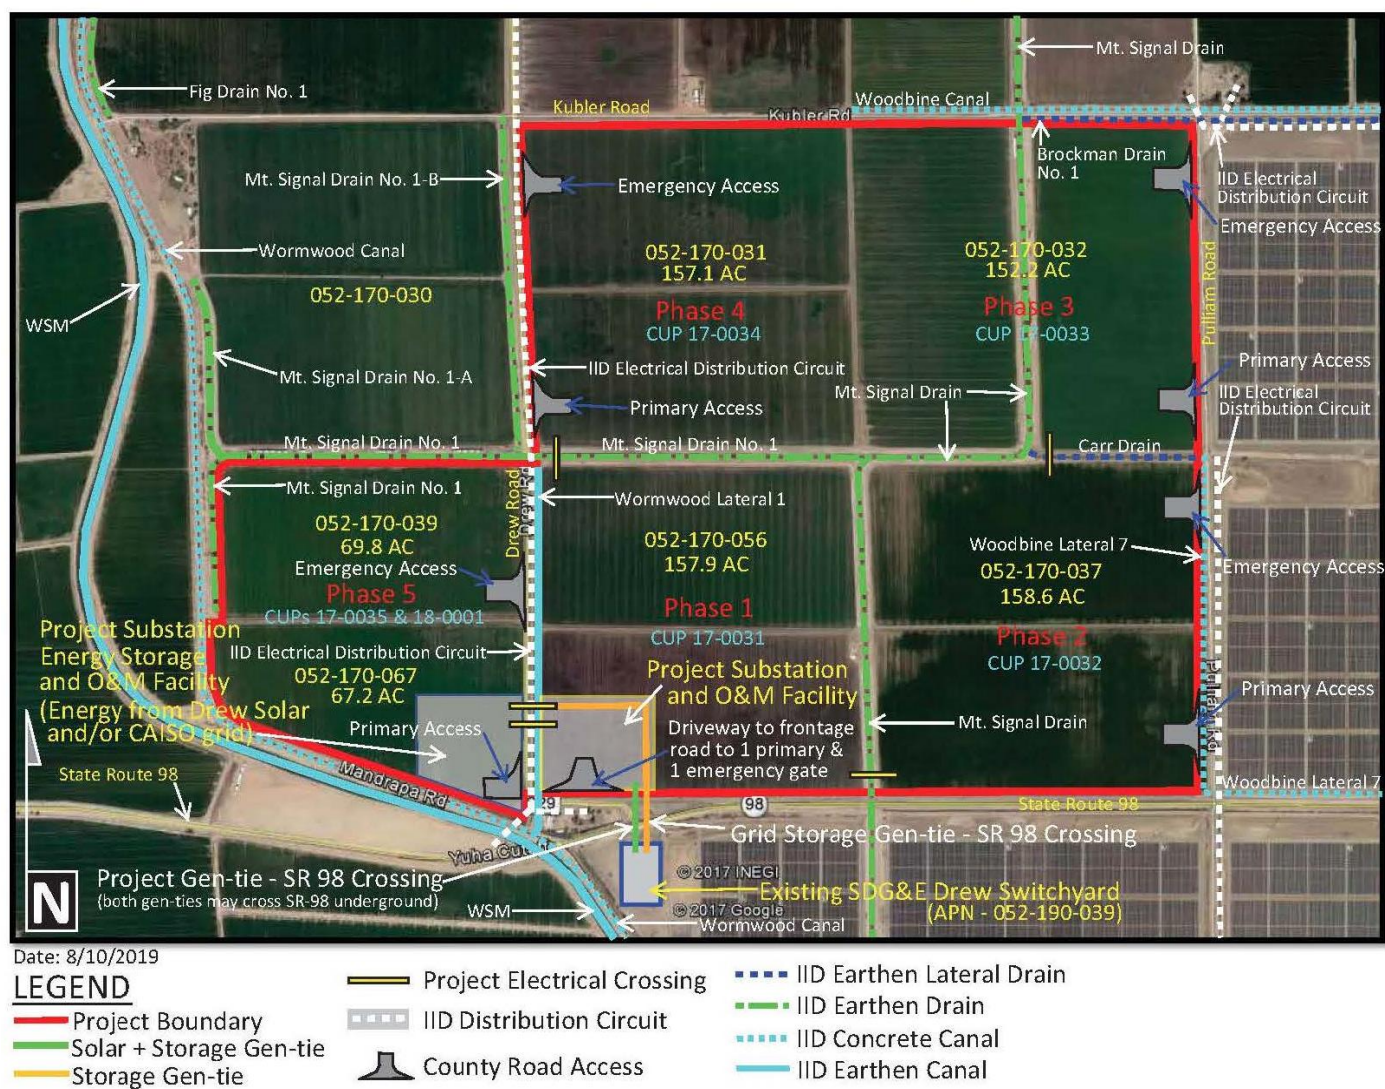 Mt. Signal Drain
Fig Drain No. 1
Kubler Road
Kubler Rd
Woodbine Canal
Brockman Drain
No. 1
IID Electrical
Distribution Circuit
Mt. Signal Drain No. 1-B
Emergency Access
Emergency Access
Wormwood Canal
052-170-031
157.1 AC
052-170-032
152.2 AC
052-170-030
WSM
Phase 4
CUP 17-0034
Phase 3
CUP 17-0033
Pulliam Road
IID Electrical Distribution Circuit
Mt. Signal Drain No. 1-A
Primary Access
Primary Access
IID Electrical
Distribution Circuit
Mt. Signal Drain
Mt. Signal Drain No. 1
Mt. Signal Drain No. 1
Carr Drain
Mt. Signal Drain No. 1
Drew Road
Drew Rd
Wormwood Lateral 1
052-170-039
69.8 AC
052-170-056
157.9 AC
Woodbine Lateral 7
052-170-037
158.6 AC
Emergency Access
Emergency Access
Phase 5
CUPs 17-0035 & 18-0001
Phase 1
CUP 17-0031
Phase 2
CUP 17-0032
Project Substation
Energy Storage
and O&M Facility
(Energy from Drew Solar
and/or CAISO grid)
IID Electrical Distribution Circuit
052-170-067
67.2 AC
Project Substation
and O&M Facility
Primary Access
Primary Access
Driveway to frontage
road to 1 primary &
1 emergency gate
Mt. Signal Drain
Pulliam Rd
State Route 98
Mandrapa Rd
Woodbine Lateral 7
29
98
State Route 98
Grid Storage Gen-tie - SR 98 Crossing
Yuha Cut
Project Gen-tie - SR 98 Crossing
(both gen-ties may cross SR-98 underground)
© 2017 INEGI
Existing SDG&E Drew Switchyard
(APN - 052-190-039)
© 2017 Google
WSM
Wormwood Canal
N
Date: 8/10/2019
LEGEND
Project Boundary
Solar + Storage Gen-tie
Storage Gen-tie
Project Electrical Crossing
IID Distribution Circuit
County Road Access
IID Earthen Lateral Drain
IID Earthen Drain
IID Concrete Canal
IID Earthen Canal